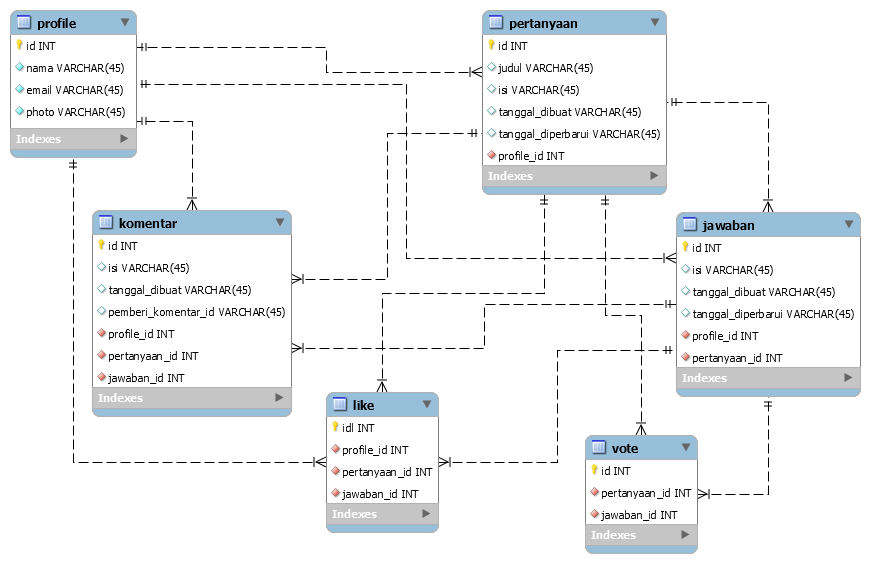 profile
id INT
nama VARCHAR(45)
email VARCHAR(45)
photo VARCHAR(45)
Indexes
pertanyaan
id INT
judul VARCHAR(45)
isi VARCHAR(45)
tanggal_dibuat VARCHAR(45)
tanggal_diperbarui VARCHAR(45)
profile_id INT
Indexes
komentar
id INT
isi VARCHAR(45)
tanggal_dibuat VARCHAR(45)
pemberi_komentar_id VARCHAR(45)
profile_id INT
pertanyaan_id INT
jawaban_id INT
Indexes
jawaban
id INT
isi VARCHAR(45)
tanggal_dibuat VARCHAR(45)
tanggal_diperbarui VARCHAR(45)
profile_id INT
pertanyaan_id INT
Indexes
like
idl INT
profile_id INT
pertanyaan_id INT
jawaban_id INT
Indexes
vote
id INT
pertanyaan_id INT
jawaban_id INT
Indexes